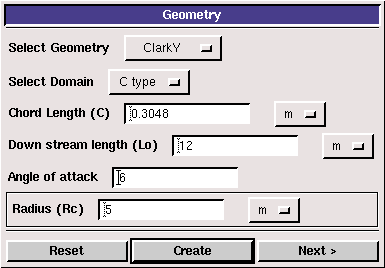 Geometry
Select Geometry ClarkY
Select Domain C type
Chord Length (C) 0.3048 m
Down stream length (Lo) 12 m
Angle of attack 6
Radius (Rc) 5 m
Reset Create Next >